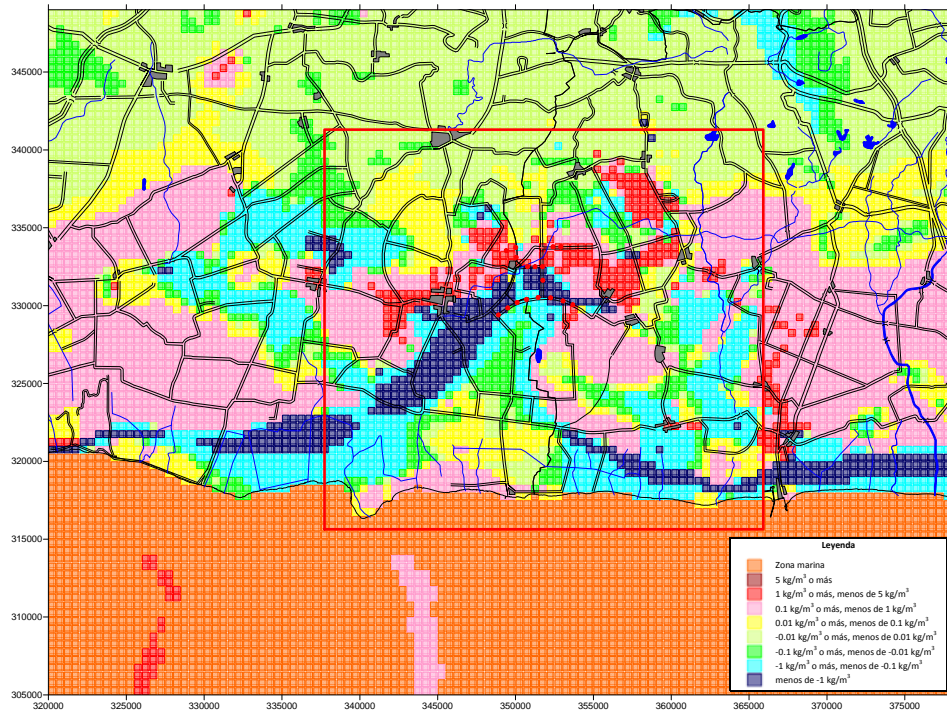 345000
340000
335000
330000
325000
320000
315000
310000
305000
320000 325000 330000 335000 340000 345000 350000 355000 360000 365000 370000 375000
Leyenda
Zona marina
5 kg/m³ o más
1 kg/m³ o más, menos de 5 kg/m³
0.1 kg/m³ o más, menos de 1 kg/m³
0.01 kg/m³ o más, menos de 0.1 kg/m³
-0.01 kg/m³ o más, menos de 0.01 kg/m³
-0.1 kg/m³ o más, menos de -0.01 kg/m³
-1 kg/m³ o más, menos de -0.1 kg/m³
menos de -1 kg/m³